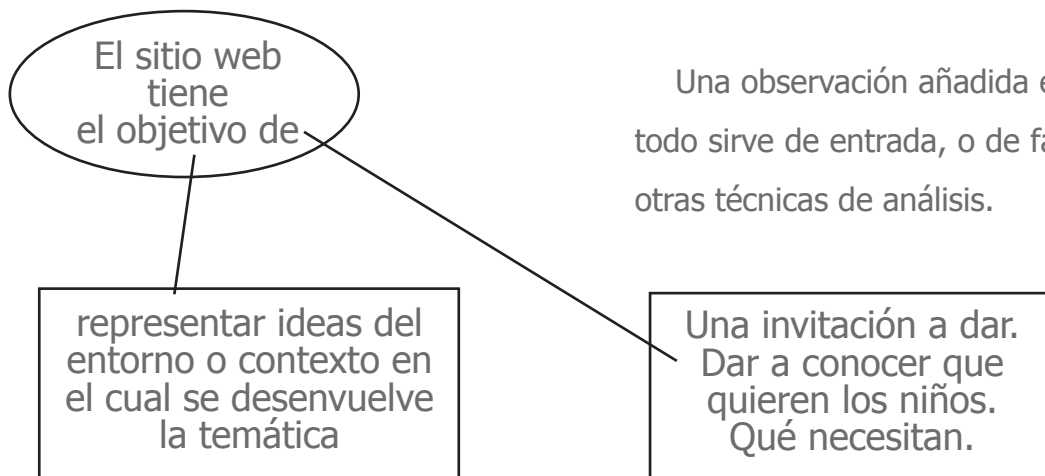 El sitio web
tiene
el objetivo de
Una observación añadida
todo sirve de entrada, o de
otras técnicas de análisis.
representar ideas del
entorno o contexto en
el cual se desenvuelve
la temática
Una invitación a dar.
Dar a conocer que
quieren los niños.
Qué necesitan.